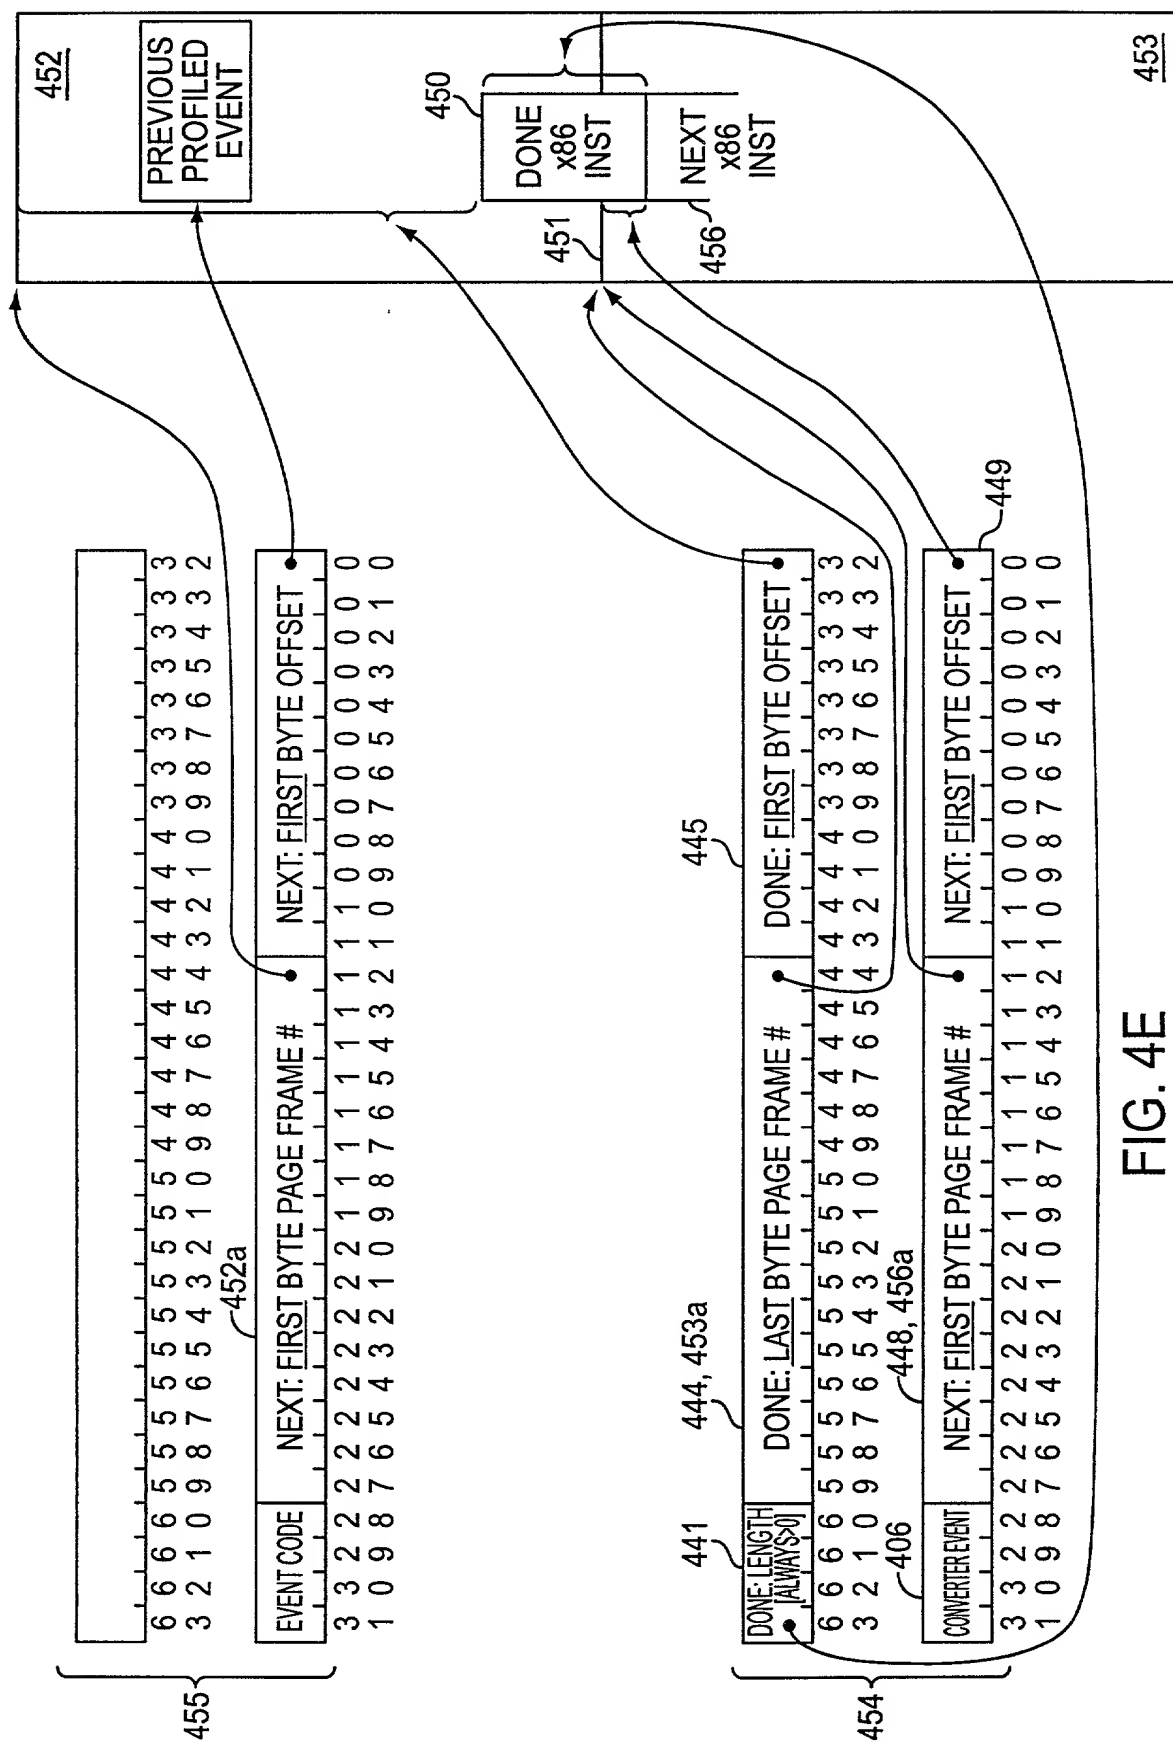 452
PREVIOUS
PROFILED
EVENT
6 6 6 6 5 5 5 5 5 5 5 5 5 5 4 4 4 4 4 4 4 4 4 4 3 3 3 3 3 3 3 3
3 2 1 0 9 8 7 6 5 4 3 2 1 0 9 8 7 6 5 4 3 2 1 0 9 8 7 6 5 4 3 2
455
452a
EVENT CODE
NEXT: FIRST BYTE PAGE FRAME #
NEXT: FIRST BYTE OFFSET
3 3 2 2 2 2 2 2 2 2 2 2 1 1 1 1 1 1 1 1 1 1 0 0 0 0 0 0 0 0 0 0
1 0 9 8 7 6 5 4 3 2 1 0 9 8 7 6 5 4 3 2 1 0 9 8 7 6 5 4 3 2 1 0
450
DONE
x86
INST
451
NEXT
x86
INST
456
441
444, 453a
445
DONE: LENGTH
[ALWAYS>0]
DONE: LAST BYTE PAGE FRAME #
DONE: FIRST BYTE OFFSET
6 6 6 6 5 5 5 5 5 5 5 5 5 5 4 4 4 4 4 4 4 4 4 4 3 3 3 3 3 3 3 3
3 2 1 0 9 8 7 6 5 4 3 2 1 0 9 8 7 6 5 4 3 2 1 0 9 8 7 6 5 4 3 2
454
406
448, 456a
CONVERTER EVENT
NEXT: FIRST BYTE PAGE FRAME #
NEXT: FIRST BYTE OFFSET
449
3 3 2 2 2 2 2 2 2 2 2 2 1 1 1 1 1 1 1 1 1 1 0 0 0 0 0 0 0 0 0 0
1 0 9 8 7 6 5 4 3 2 1 0 9 8 7 6 5 4 3 2 1 0 9 8 7 6 5 4 3 2 1 0
453
FIG. 4E